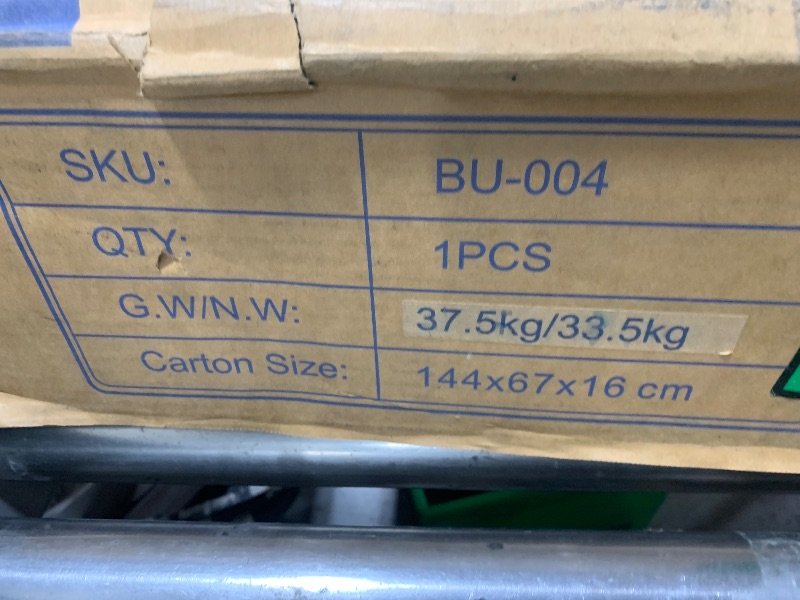 SKU: BU-004
QTY: 1PCS
G.W/N.W: 37.5kg/33.5kg
Carton Size: 144x67x16 cm